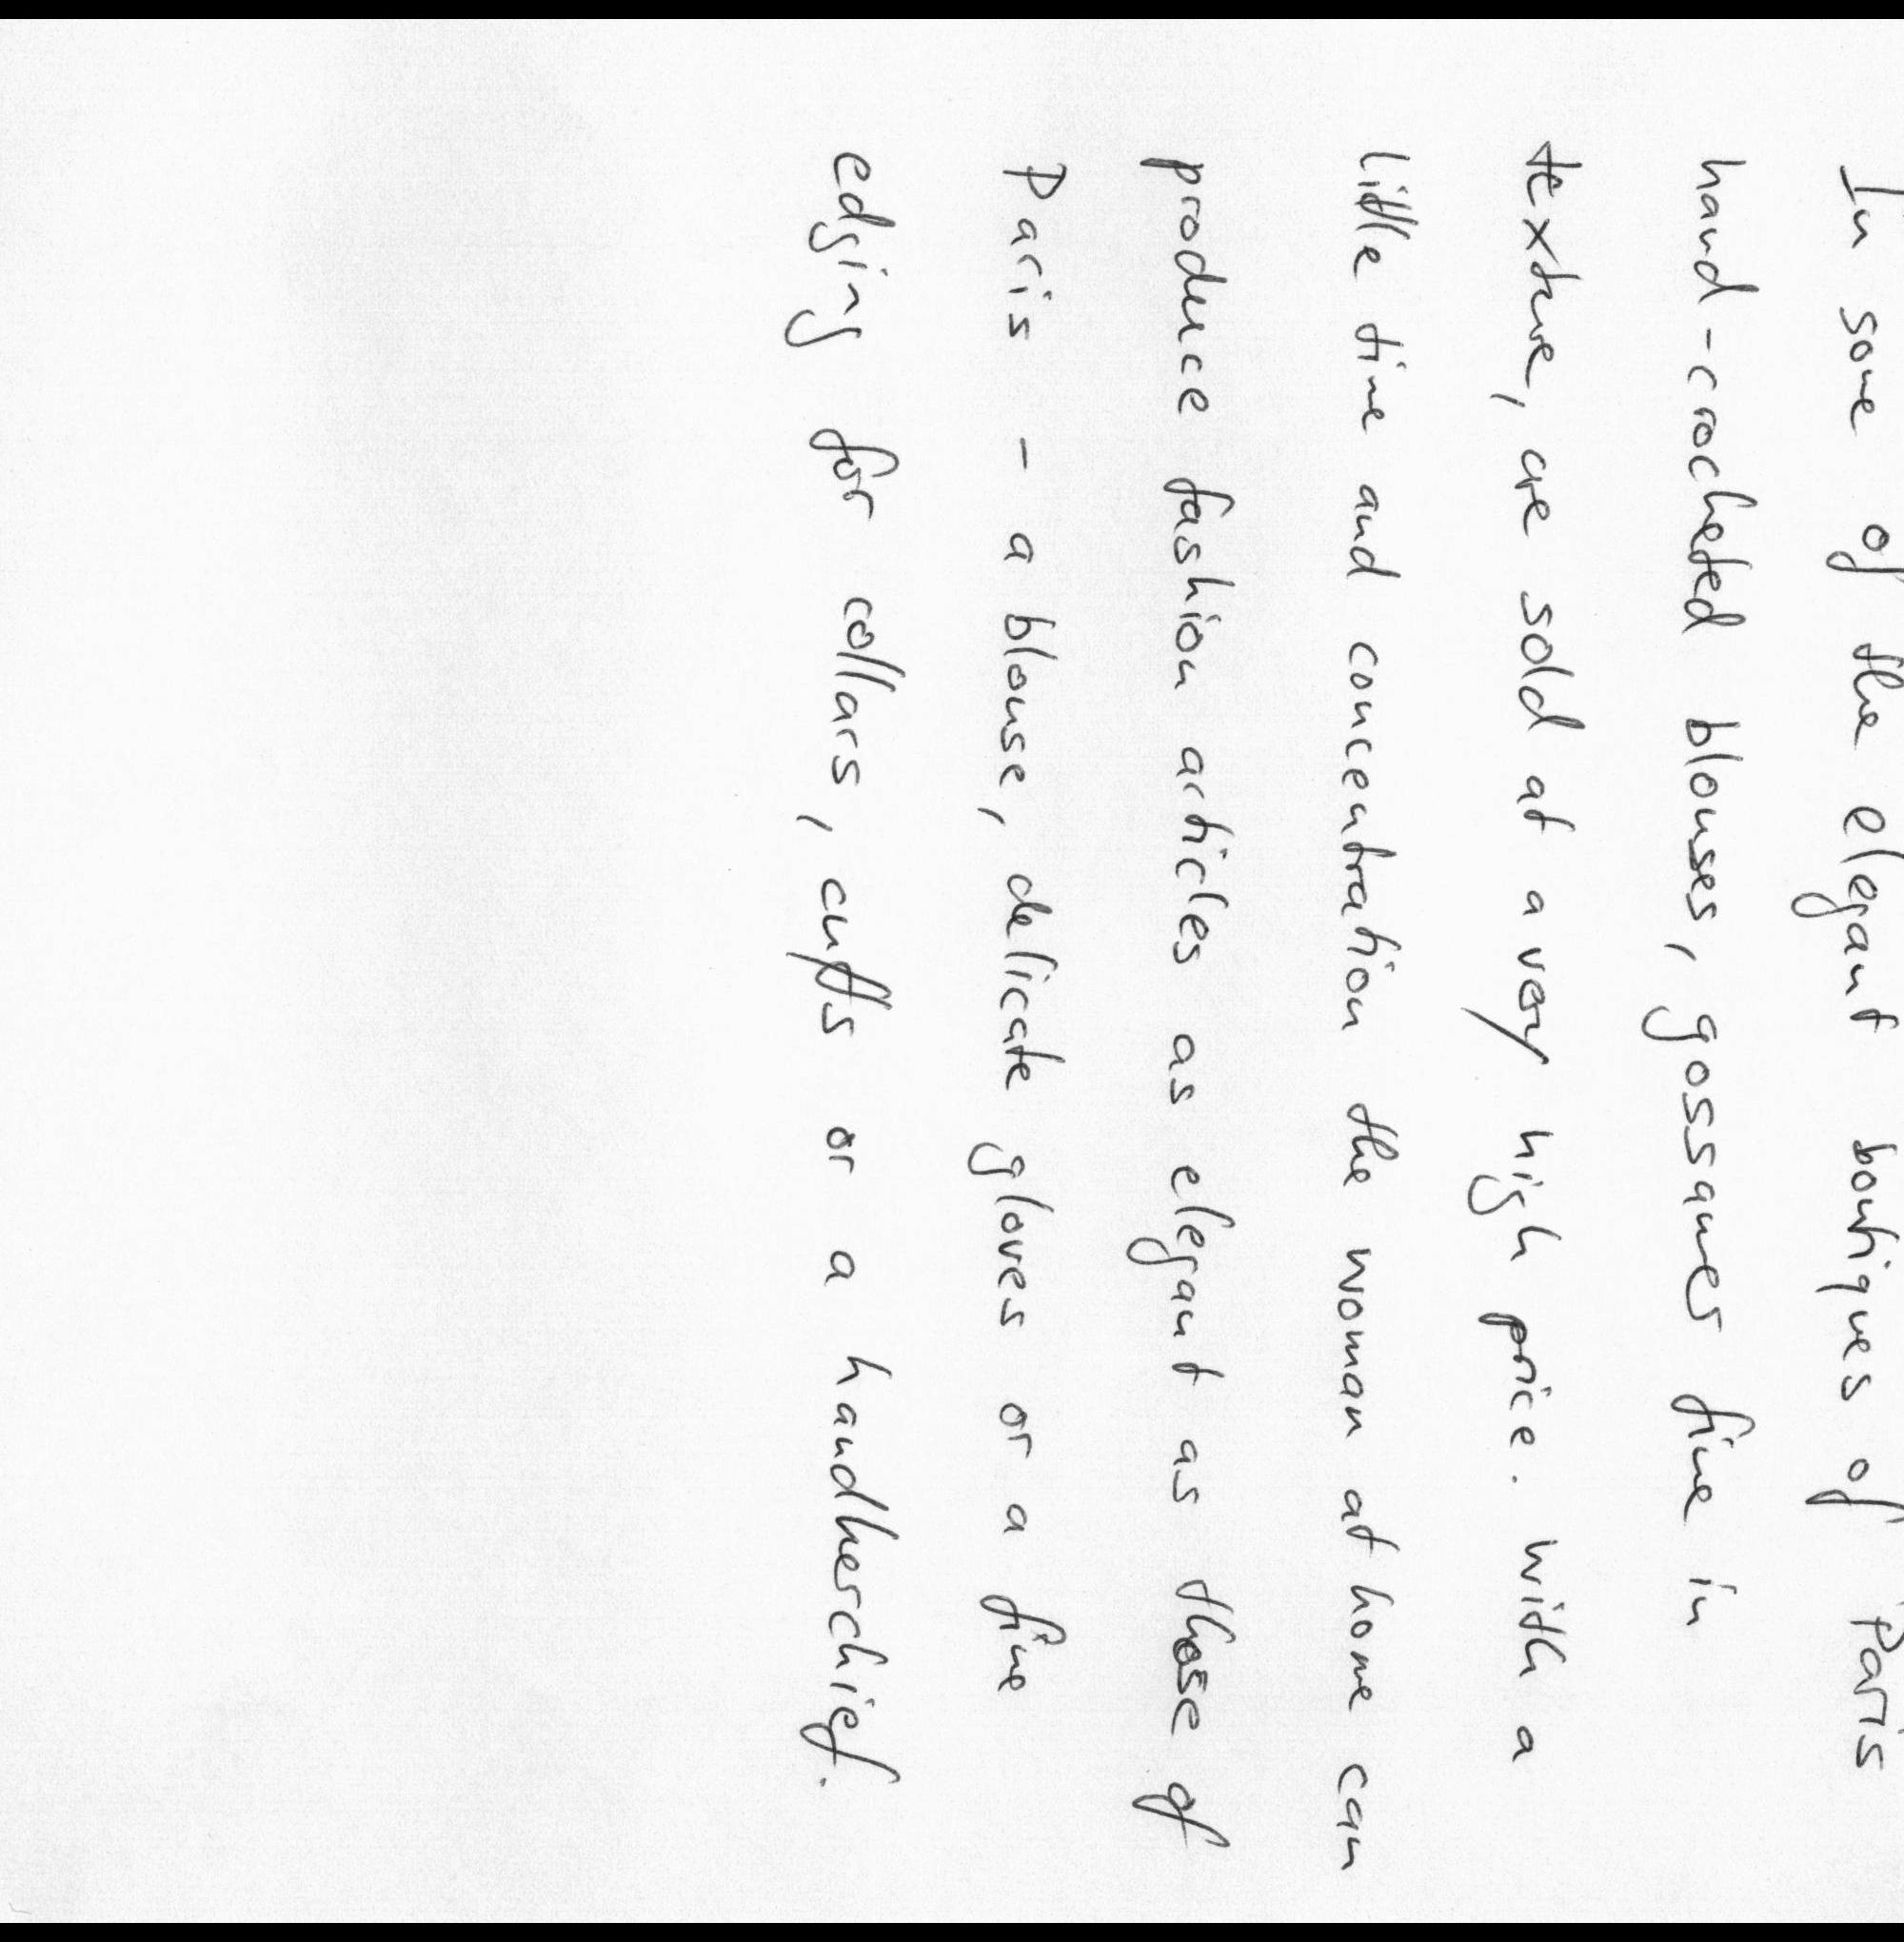 In some of the elegant boutiques of Paris
hand-crocheted blouses, gossamer fine in
texture, are sold at a very high price. With a
little time and concentration the woman at home can
produce fashion articles as elegant as those of
Paris - a blouse, delicate gloves or a fine
edging for collars, cuffs or a handkerchief.